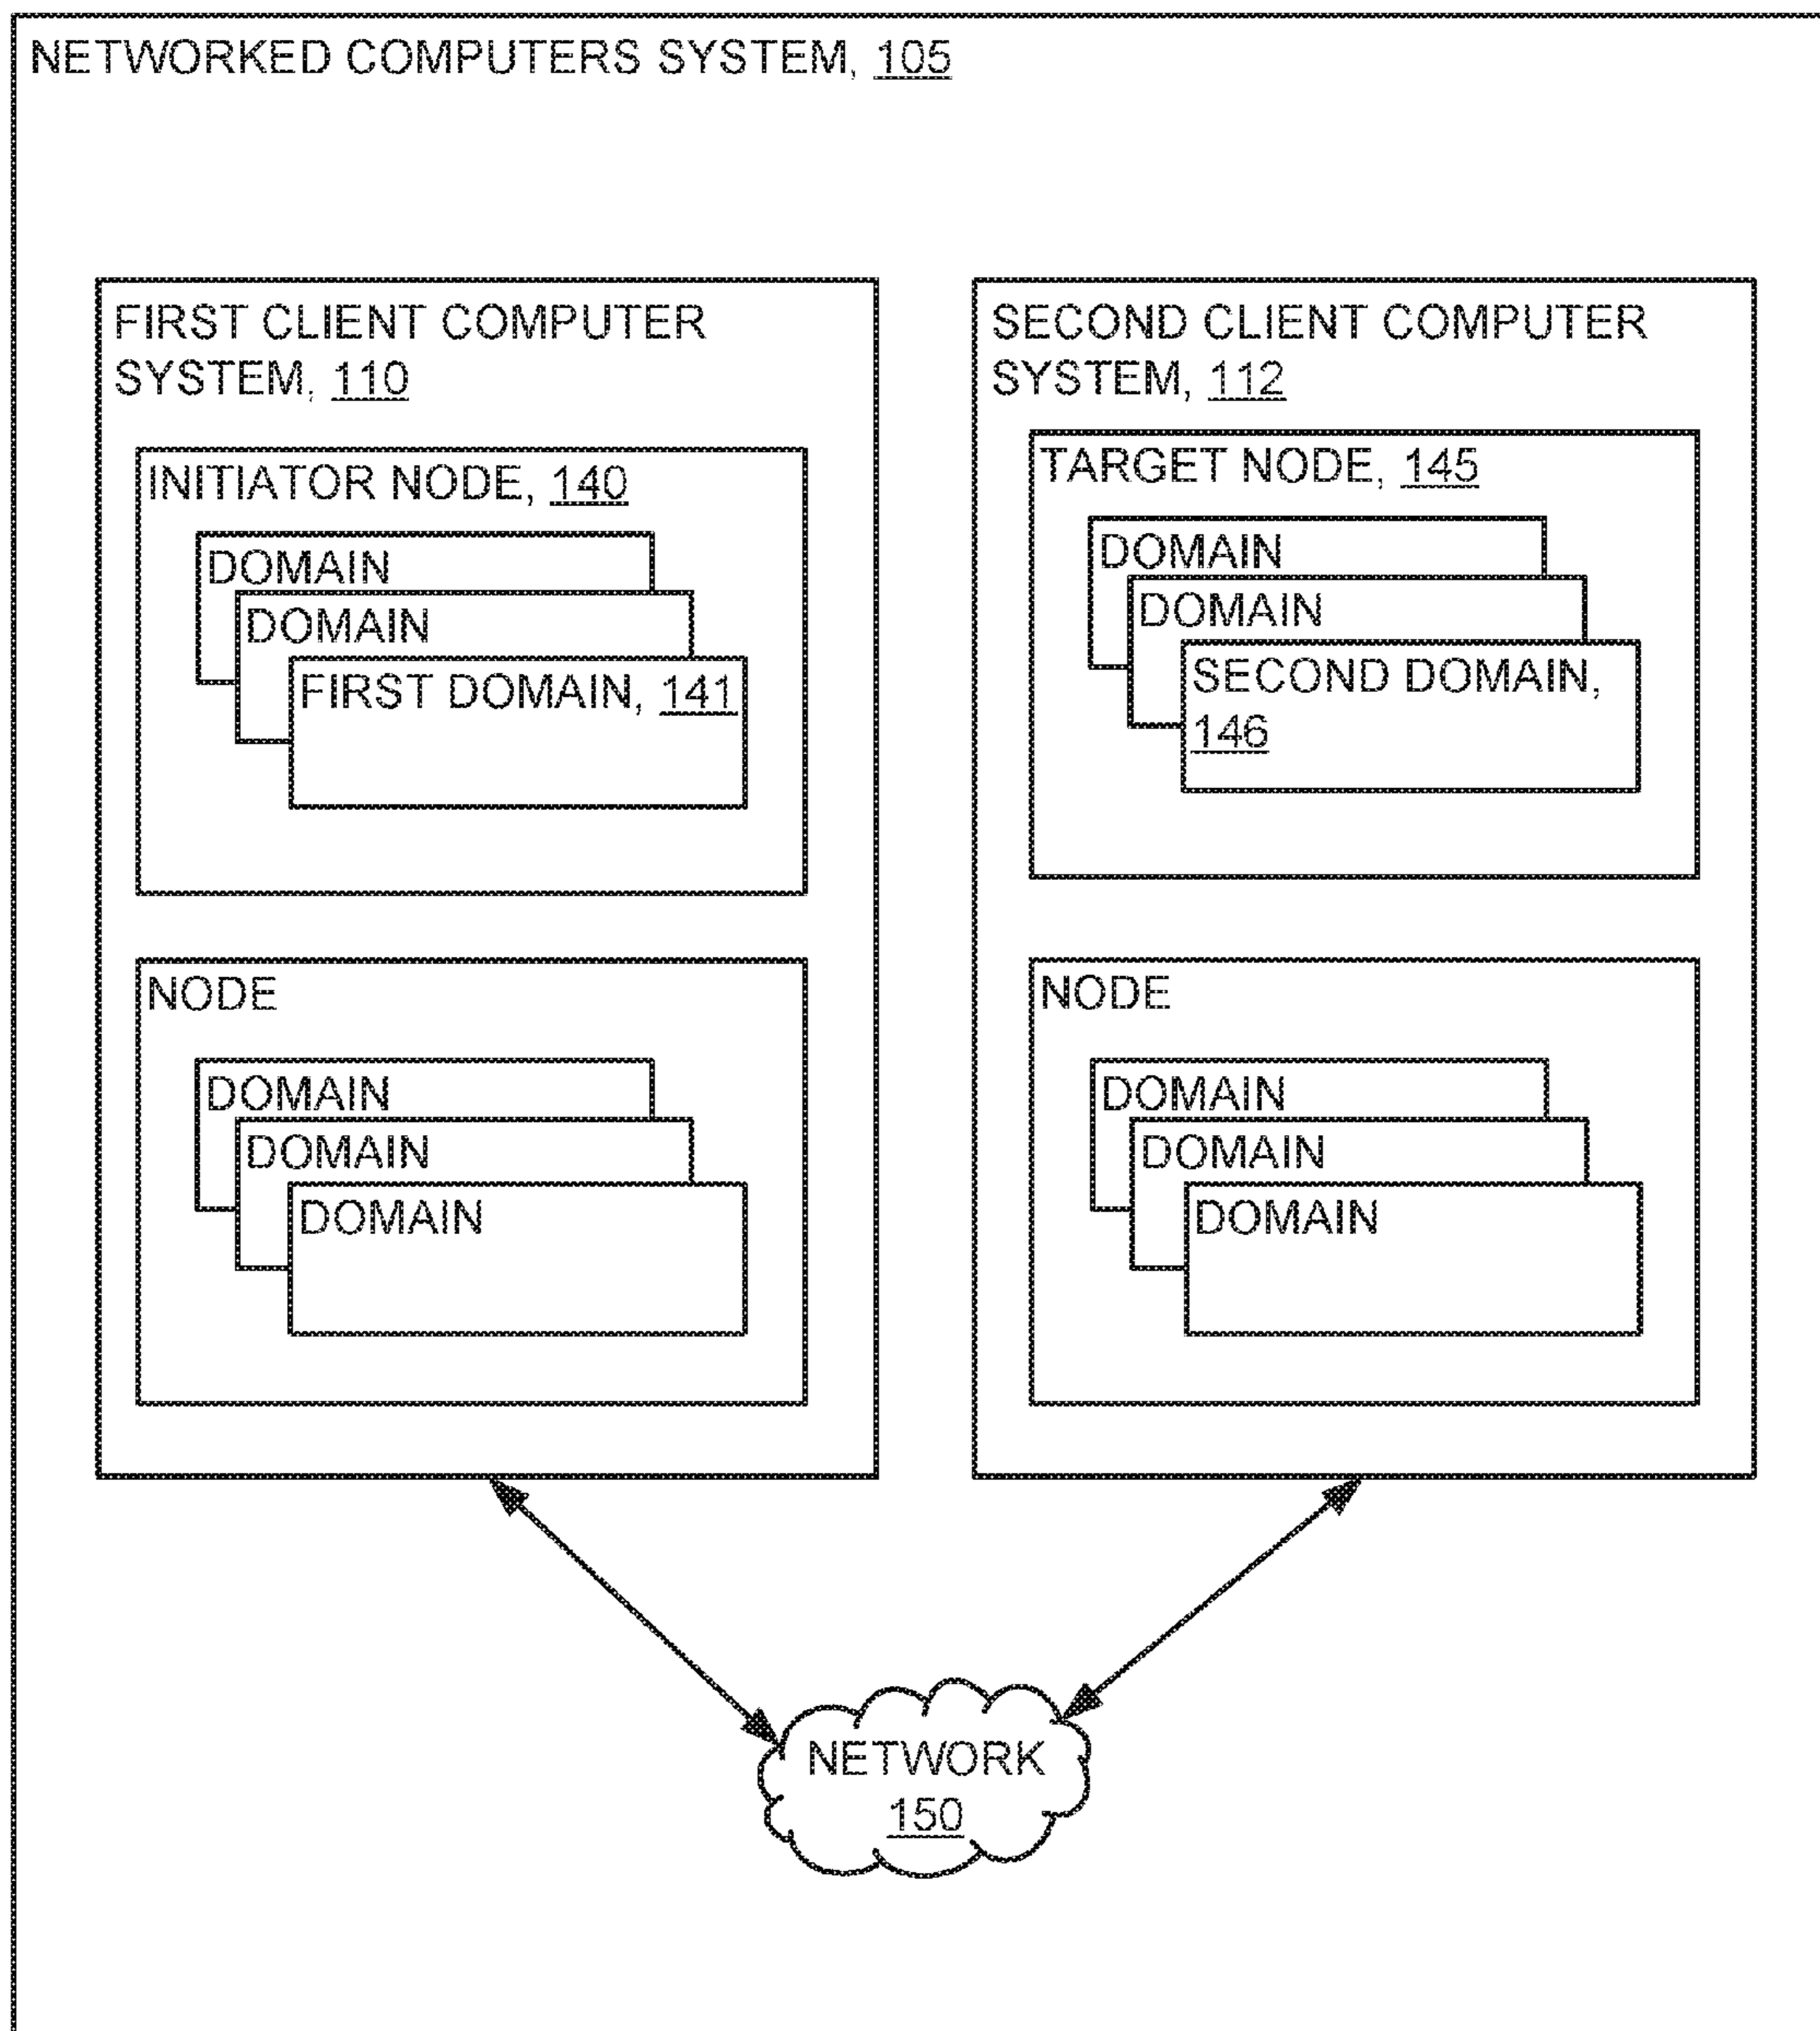 NETWORKED COMPUTERS SYSTEM, 105
FIRST CLIENT COMPUTER
SYSTEM, 110
INITIATOR NODE, 140
DOMAIN
DOMAIN
FIRST DOMAIN, 141
NODE
DOMAIN
DOMAIN
DOMAIN
SECOND CLIENT COMPUTER
SYSTEM, 112
TARGET NODE, 145
DOMAIN
DOMAIN
SECOND DOMAIN,
146
NODE
DOMAIN
DOMAIN
DOMAIN
NETWORK
150